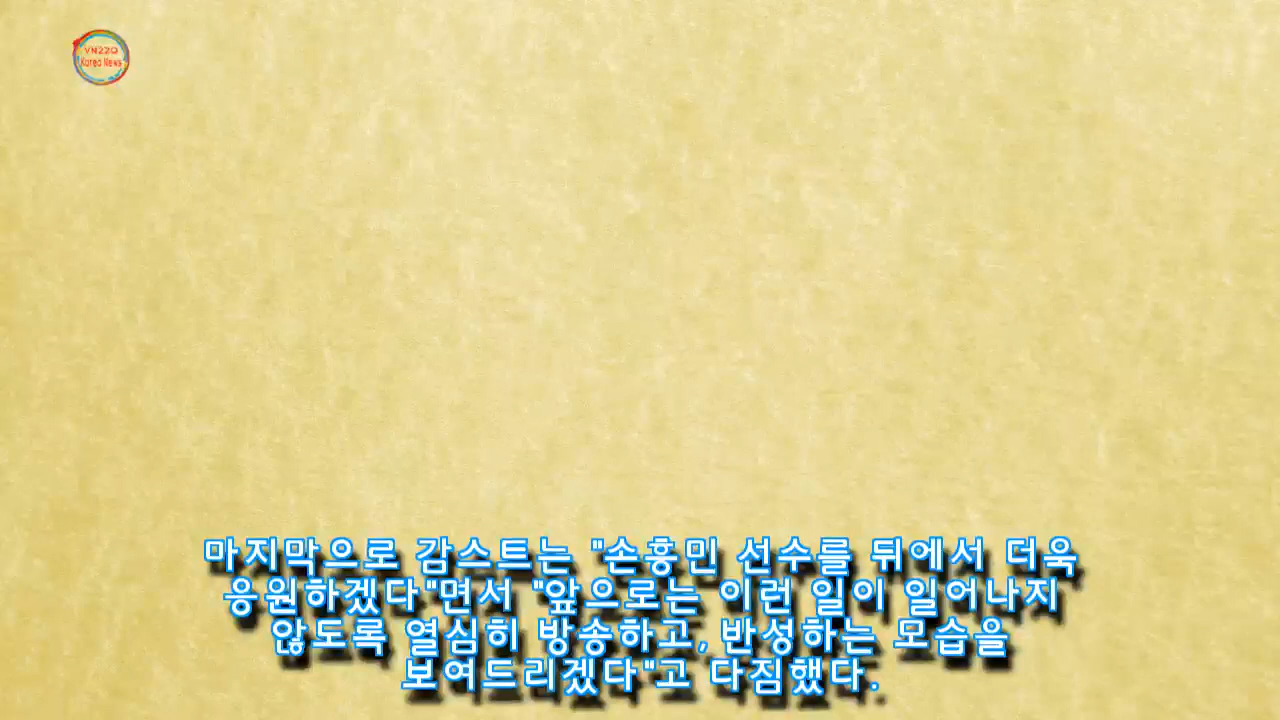 VN22Q
Korea News
마지막으로 감스트는 "손흥민 선수를 뒤에서 더욱
응원하겠다"면서 "앞으로는 이런 일이 일어나지
않도록 열심히 방송하고, 반성하는 모습을
보여드리겠다"고 다짐했다.